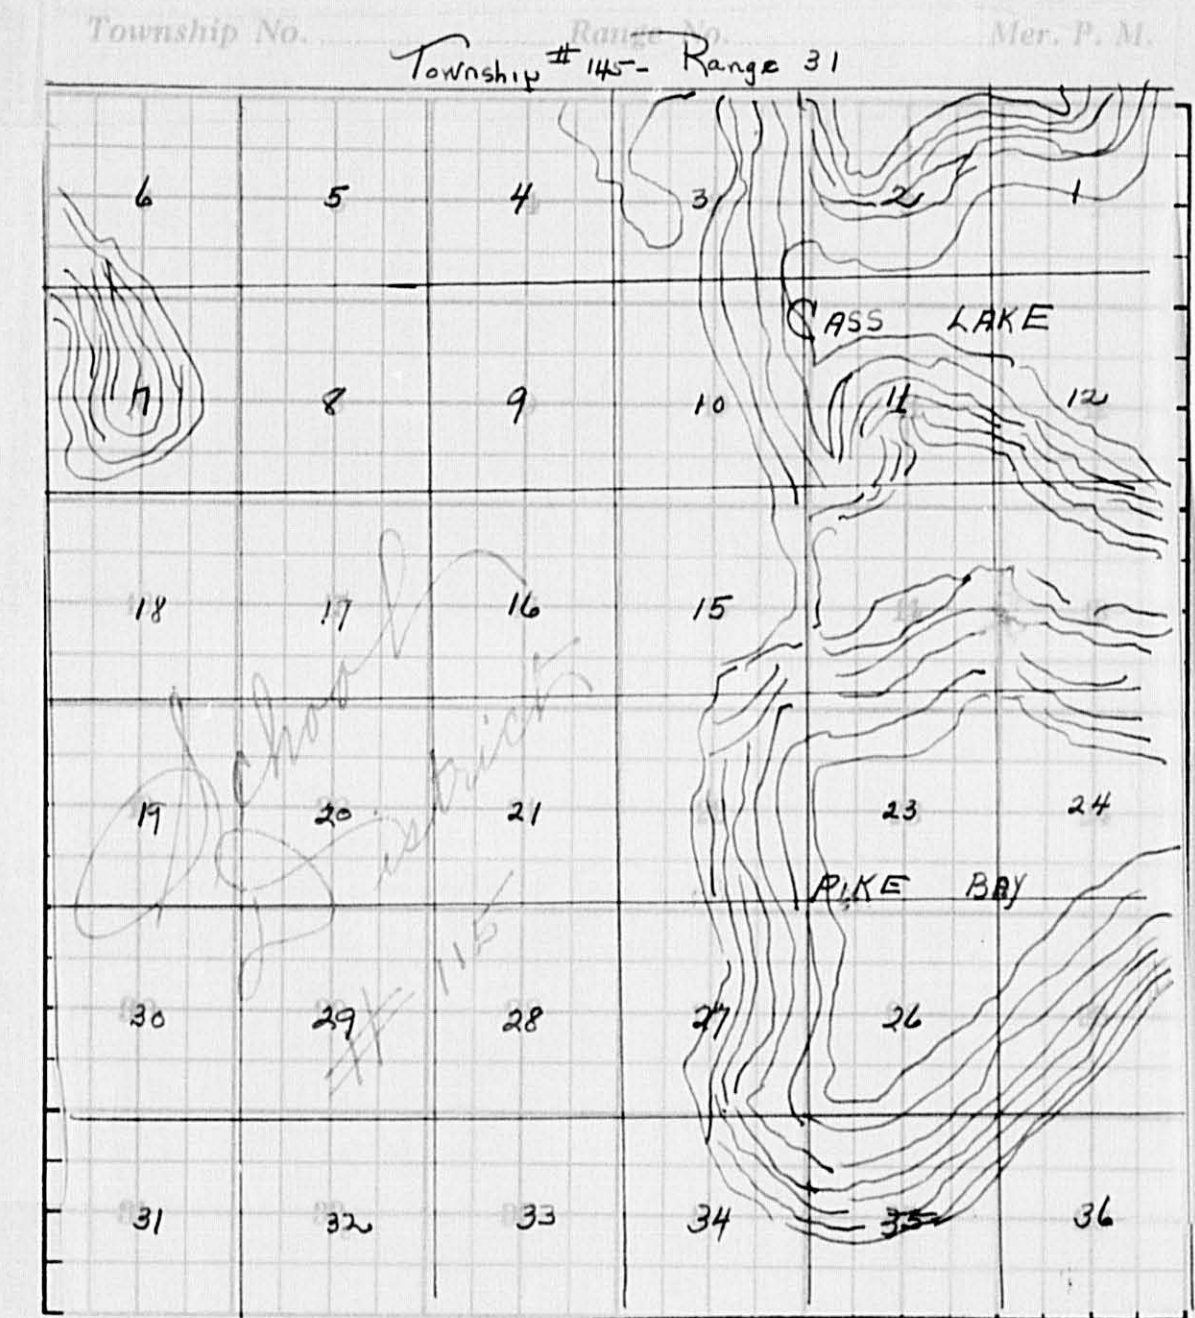 Township No. Range No. Mer. P. M.
Township # 145- Range 31
6 5 4 3 2 1
CASS LAKE
7 8 9 10 11 12
18 17 16 15
School
District
# 115
19 20 21 23 24
PIKE BAY
30 29 28 27 26
31 32 33 34 35 36